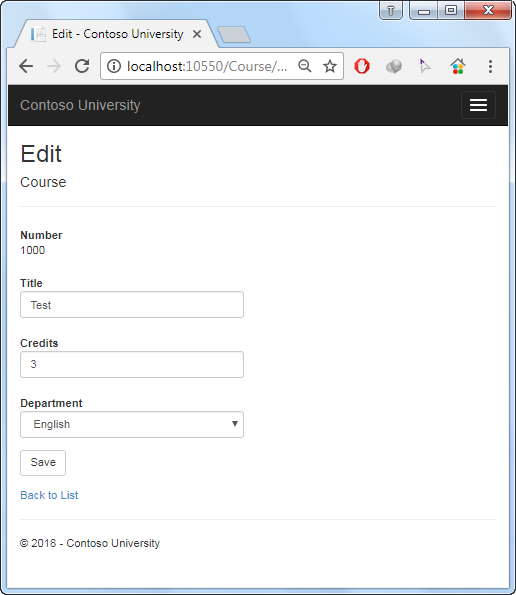 Edit - Contoso University
localhost:10550/Course/...
Contoso University
Edit
Course
Number
1000
Title
Test
Credits
3
Department
English
Save
Back to List
© 2018 - Contoso University